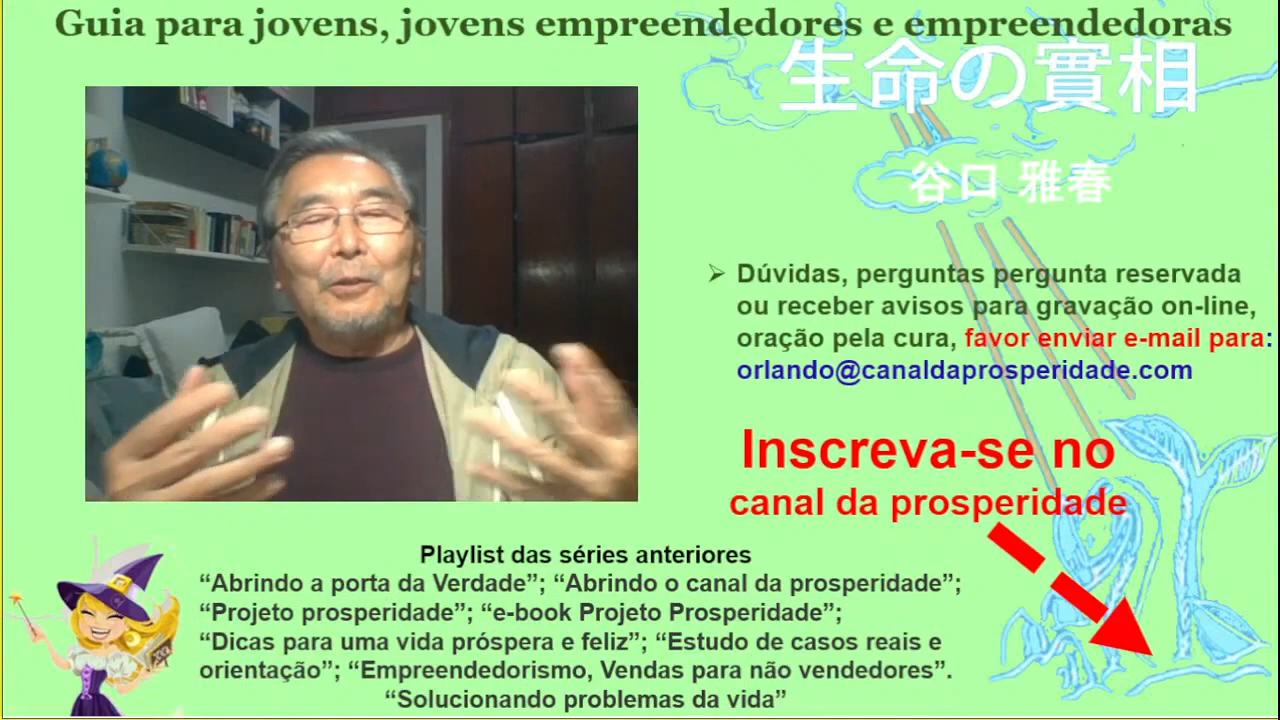 Guia para jovens, jovens empreendedores e empreendedoras
生命の實相
谷口 雅春
Dúvidas, perguntas pergunta reservada
ou receber avisos para gravação on-line,
oração pela cura, favor enviar e-mail para:
orlando@canaldaprosperidade.com
Inscreva-se no
canal da prosperidade
Playlist das séries anteriores
“Abrindo a porta da Verdade”; “Abrindo o canal da prosperidade”;
“Projeto prosperidade”; “e-book Projeto Prosperidade”;
“Dicas para uma vida próspera e feliz”; “Estudo de casos reais e
orientação”; “Empreendedorismo, Vendas para não vendedores”.
“Solucionando problemas da vida”